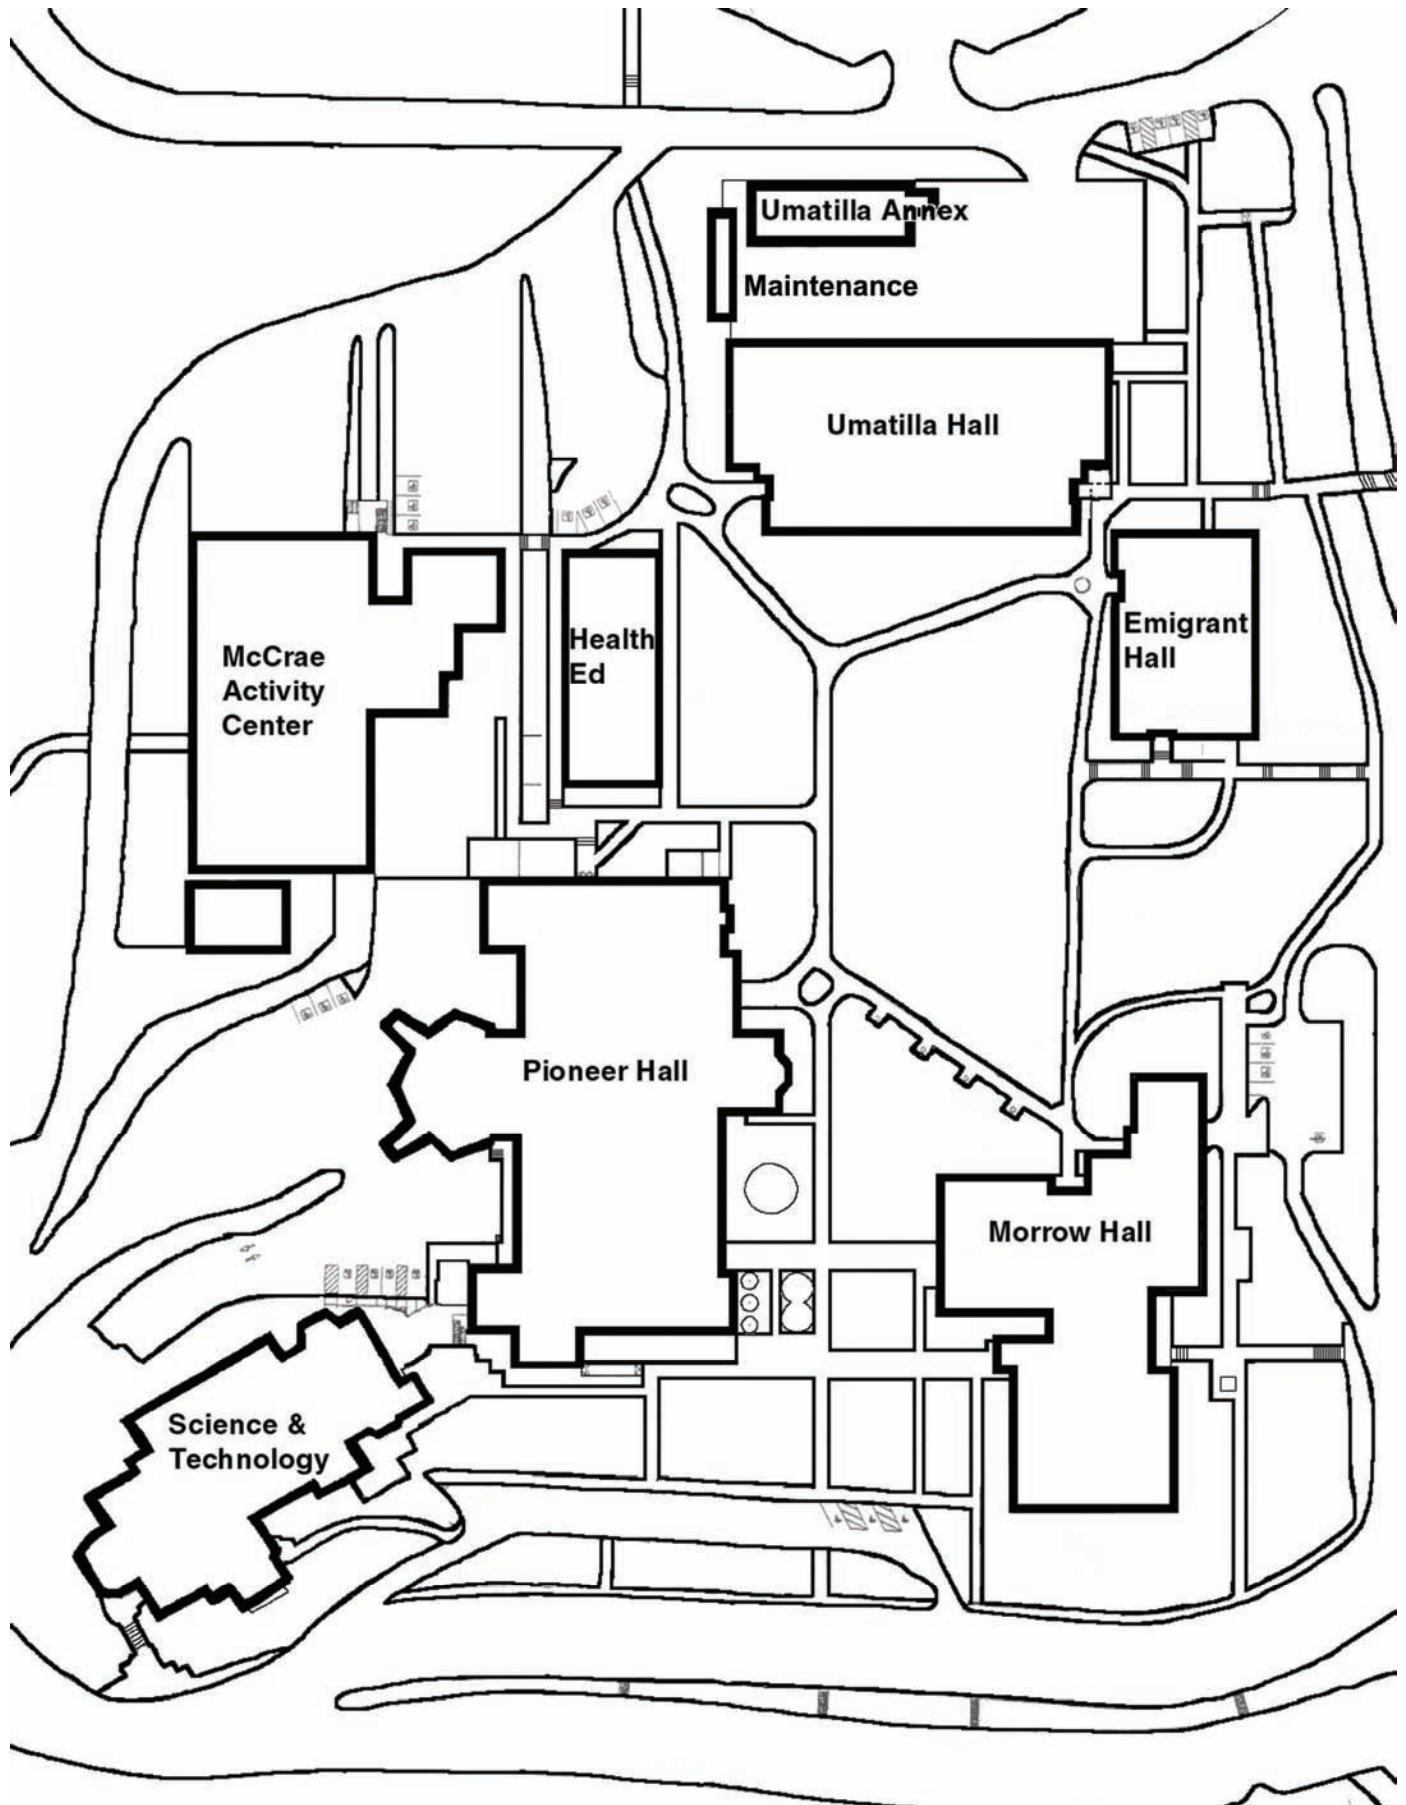 Umatilla Annex
Maintenance
Umatilla Hall
Emigrant
Hall
Health
Ed
McCrae
Activity
Center
Pioneer Hall
Morrow Hall
Science &
Technology